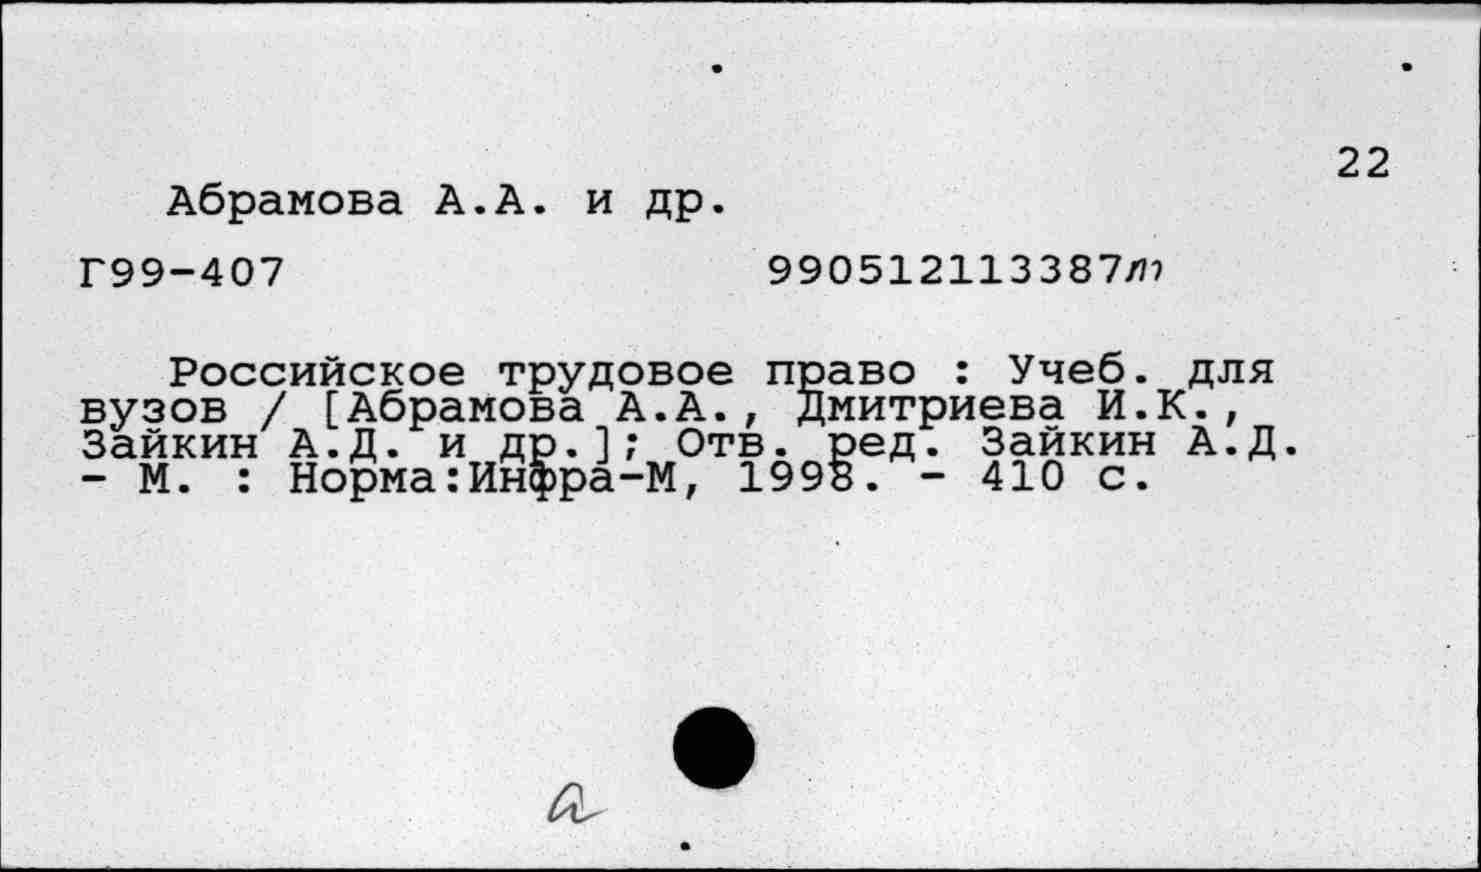 22
Абрамова А.А. и др.
Г99-407 990512113387т
Российское трудовое право : Учеб. для
вузов / [Абрамова А.А., Дмитриева И.К.,
Зайкин А.Д. и др.]; Отв. ред. Зайкин А.Д.
- М. : Норма:Инфра-М, 1998. - 410 с.
а